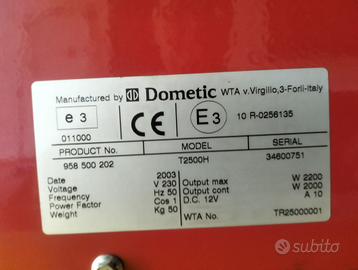 Manufactured by Dometic WTA v.Virgilio,3-Forlì-Italy
e 3
011000
CE
E3
10 R-0256135
PRODUCT No. MODEL SERIAL
958 500 202 T2500H 34600751
Date 2003
Voltage V 230 Output max W 2200
Frequency Hz 50 Output cont W 2000
Power Factor Cos 1 D.C. 12V A 10
Weight Kg 50
WTA No. TR25000001
subito